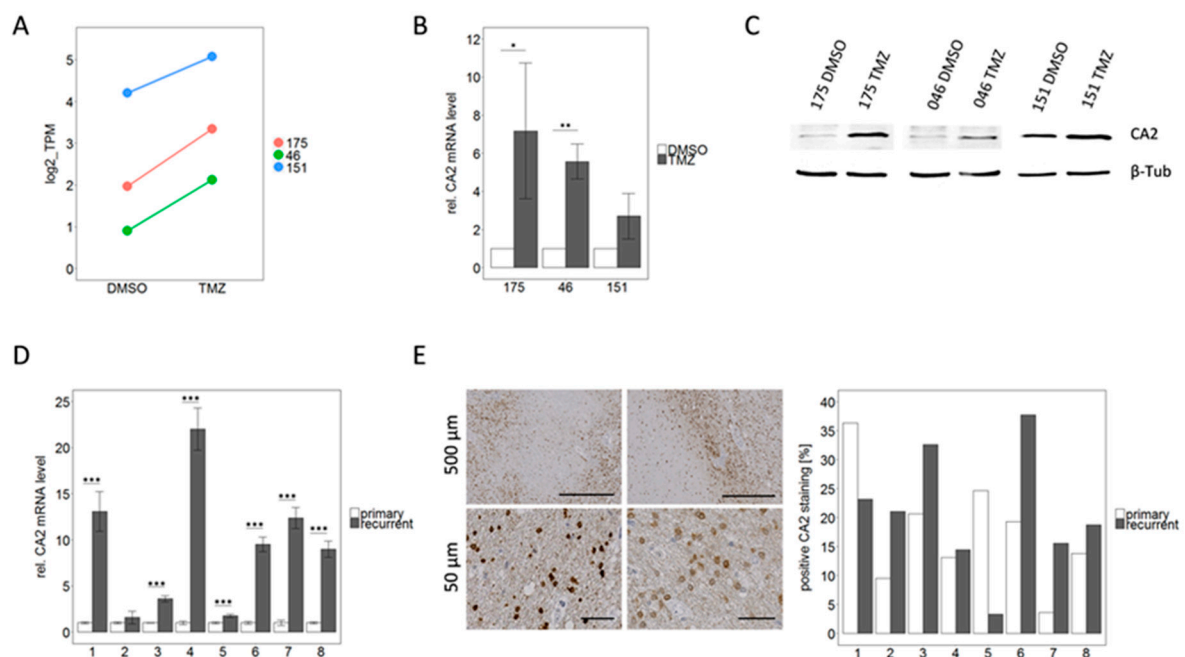 A
log2_TPM
5
4
3
2
1
0
DMSO
TMZ
175
46
151
B
rel. CA2 mRNA level
12
10
8
6
4
2
0
*
**
175
46
151
DMSO
TMZ
C
175 DMSO
175 TMZ
046 DMSO
046 TMZ
151 DMSO
151 TMZ
CA2
β-Tub
D
rel. CA2 mRNA level
25
20
15
10
5
0
***
***
***
***
***
***
***
1 2 3 4 5 6 7 8
primary
recurrent
E
500 µm
50 µm
positive CA2 staining [%]
40
35
30
25
20
15
10
5
0
1 2 3 4 5 6 7 8
primary
recurrent